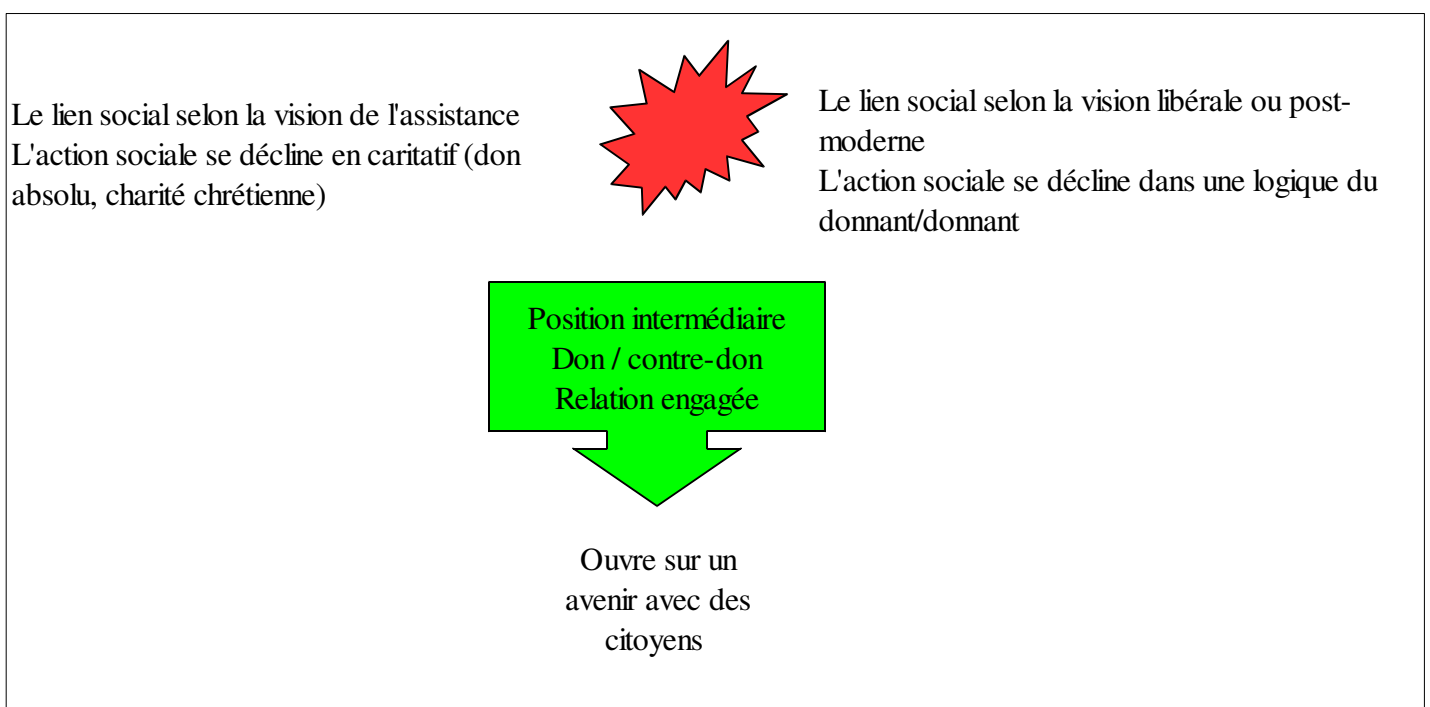 Le lien social selon la vision de l'assistance
L'action sociale se décline en caritatif (don
absolu, charité chrétienne)
Le lien social selon la vision libérale ou post-
moderne
L'action sociale se décline dans une logique du
donnant/donnant
Position intermédiaire
Don / contre-don
Relation engagée
Ouvre sur un
avenir avec des
citoyens